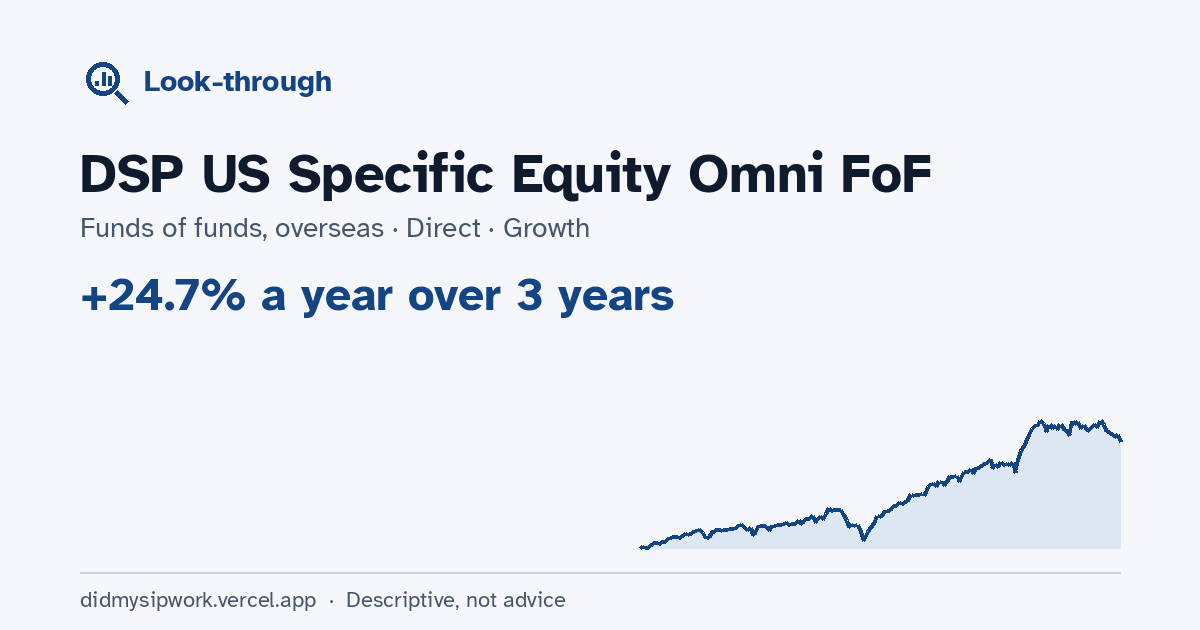 Look-through
DSP US Specific Equity Omni FoF
Funds of funds, overseas · Direct · Growth
+24.7% a year over 3 years
didmysipwork.vercel.app · Descriptive, not advice